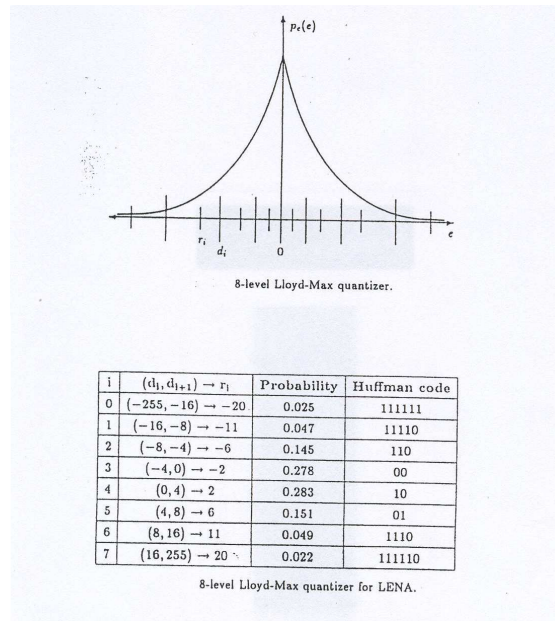 pₑ(e)
rᵢ
dᵢ
0
e
8-level Lloyd-Max quantizer.
i (dᵢ, dᵢ₊₁) → rᵢ Probability Huffman code
0 (−255, −16) → −20 0.025 111111
1 (−16, −8) → −11 0.047 11110
2 (−8, −4) → −6 0.145 110
3 (−4, 0) → −2 0.278 00
4 (0, 4) → 2 0.283 10
5 (4, 8) → 6 0.151 01
6 (8, 16) → 11 0.049 1110
7 (16, 255) → 20 0.022 111110
8-level Lloyd-Max quantizer for LENA.